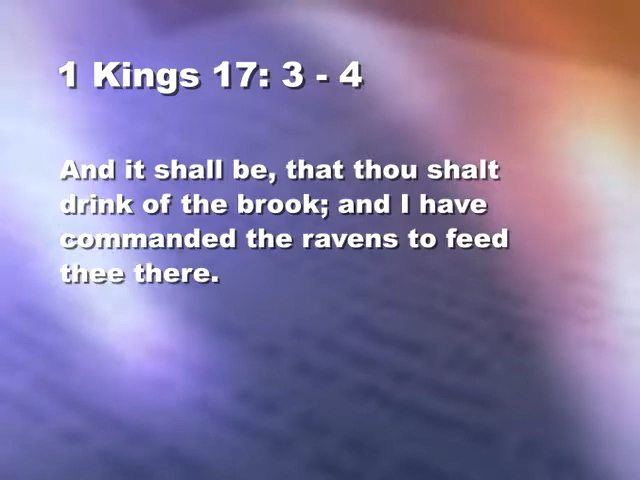 1 Kings 17: 3 - 4
And it shall be, that thou shalt
drink of the brook; and I have
commanded the ravens to feed
thee there.